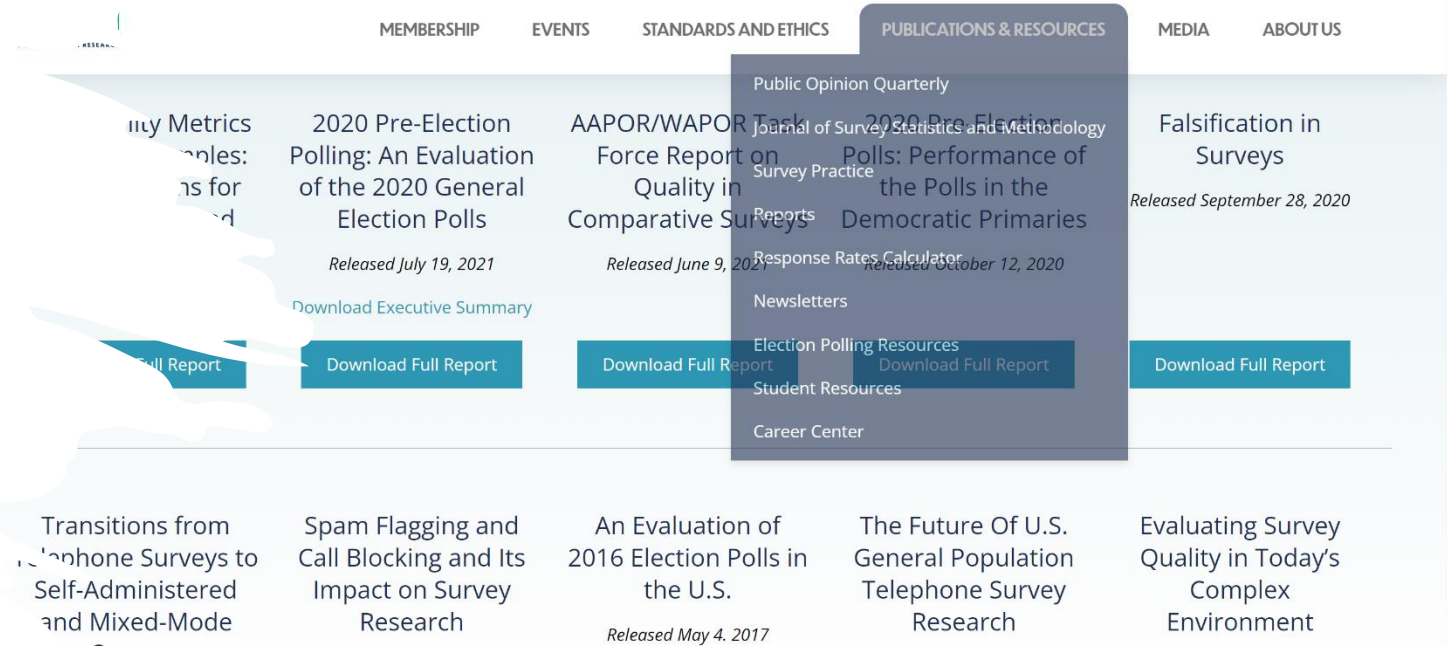 MEMBERSHIP EVENTS STANDARDS AND ETHICS PUBLICATIONS & RESOURCES MEDIA ABOUT US
Public Opinion Quarterly
Journal of Survey Statistics and Methodology
Survey Practice
Reports
Response Rates Calculator
Newsletters
Election Polling Resources
Student Resources
Career Center
Metrics
for
2020 Pre-Election
Polling: An Evaluation
of the 2020 General
Election Polls
Released July 19, 2021
Download Executive Summary
AAPOR/WAPOR Task
Force Report on
Quality in
Comparative Surveys
Released June 9, 2021
2020 Pre-Election
Polls: Performance of
the Polls in the
Democratic Primaries
Released October 12, 2020
Falsification in
Surveys
Released September 28, 2020
Report
Download Full Report
Download Full Report
Download Full Report
Download Full Report
Transitions from
Surveys to
Self-Administered
and Mixed-Mode
Spam Flagging and
Call Blocking and Its
Impact on Survey
Research
An Evaluation of
2016 Election Polls in
the U.S.
Released May 4. 2017
The Future Of U.S.
General Population
Telephone Survey
Research
Evaluating Survey
Quality in Today's
Complex
Environment